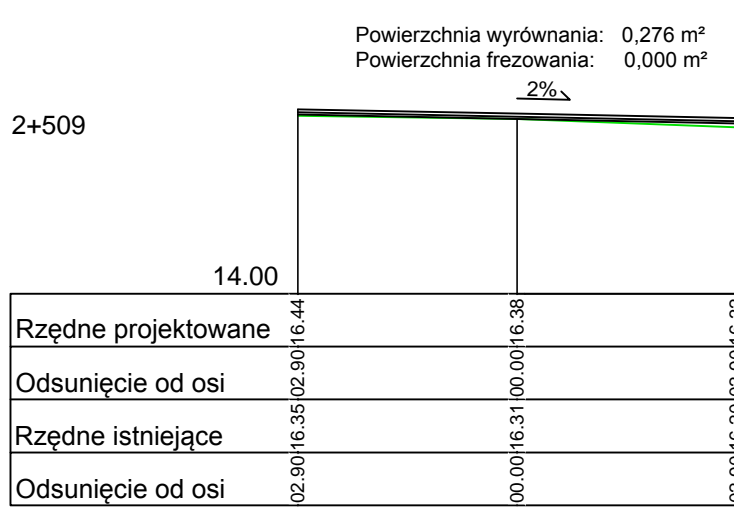 Powierzchnia wyrównania: 0,276 m²
Powierzchnia frezowania: 0,000 m²
2%
2+509
14.00
Rzędne projektowane 16.44 16.38
Odsunięcie od osi 02.90 00.00
Rzędne istniejące 16.35 16.31
Odsunięcie od osi 02.90 00.00